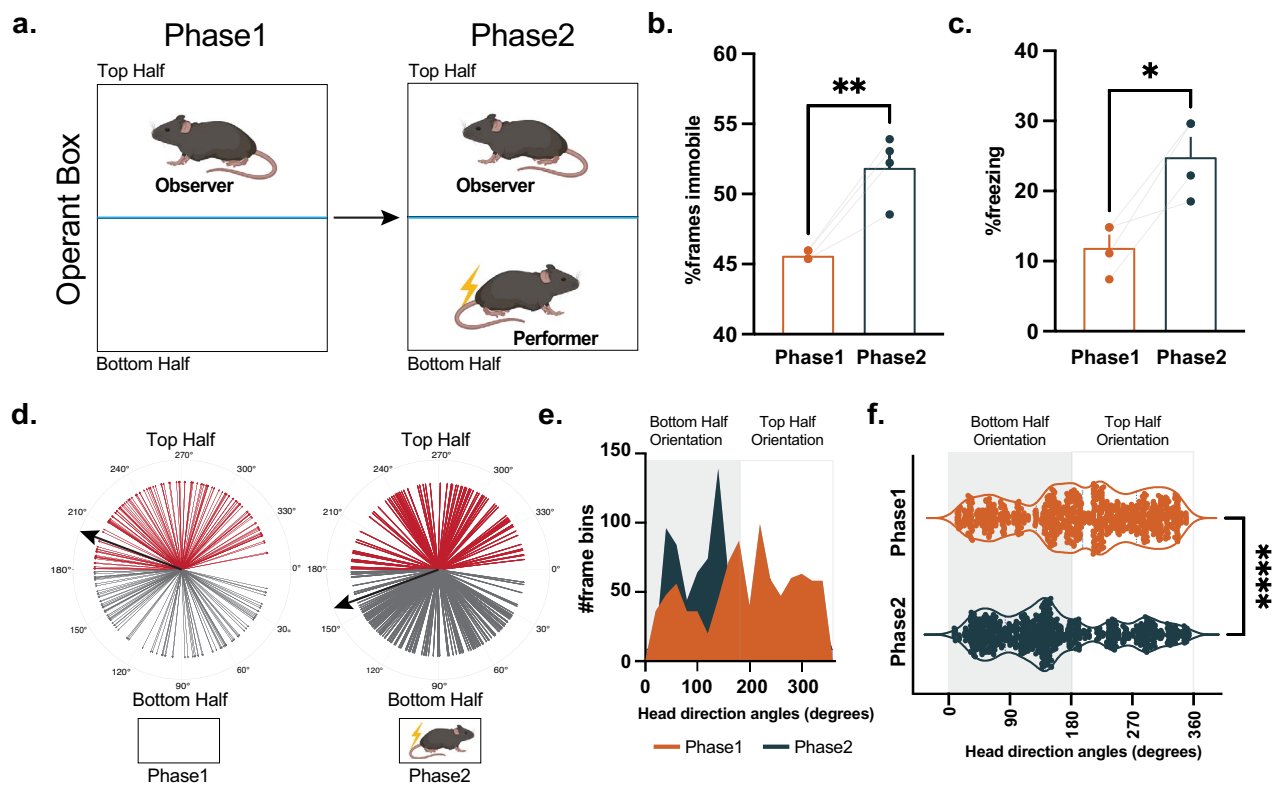 a.
Phase1
Phase2
Top Half
Top Half
Operant Box
Observer
Observer
Performer
Bottom Half
Bottom Half
b.
**
%frames immobile
60
55
50
45
40
Phase1 Phase2
c.
*
%freezing
40
30
20
10
0
Phase1 Phase2
d.
Top Half
270°
240°
300°
210°
330°
180°
0°
150°
30°
120°
60°
90°
Bottom Half
Phase1
Top Half
270°
240°
300°
210°
330°
180°
0°
150°
30°
120°
60°
90°
Bottom Half
Phase2
e.
Bottom Half
Orientation
Top Half
Orientation
#frame bins
150
100
50
0
0 100 200 300
Head direction angles (degrees)
Phase1 Phase2
f.
Bottom Half
Orientation
Top Half
Orientation
Phase1
Phase2
****
0 90 180 270 360
Head direction angles (degrees)